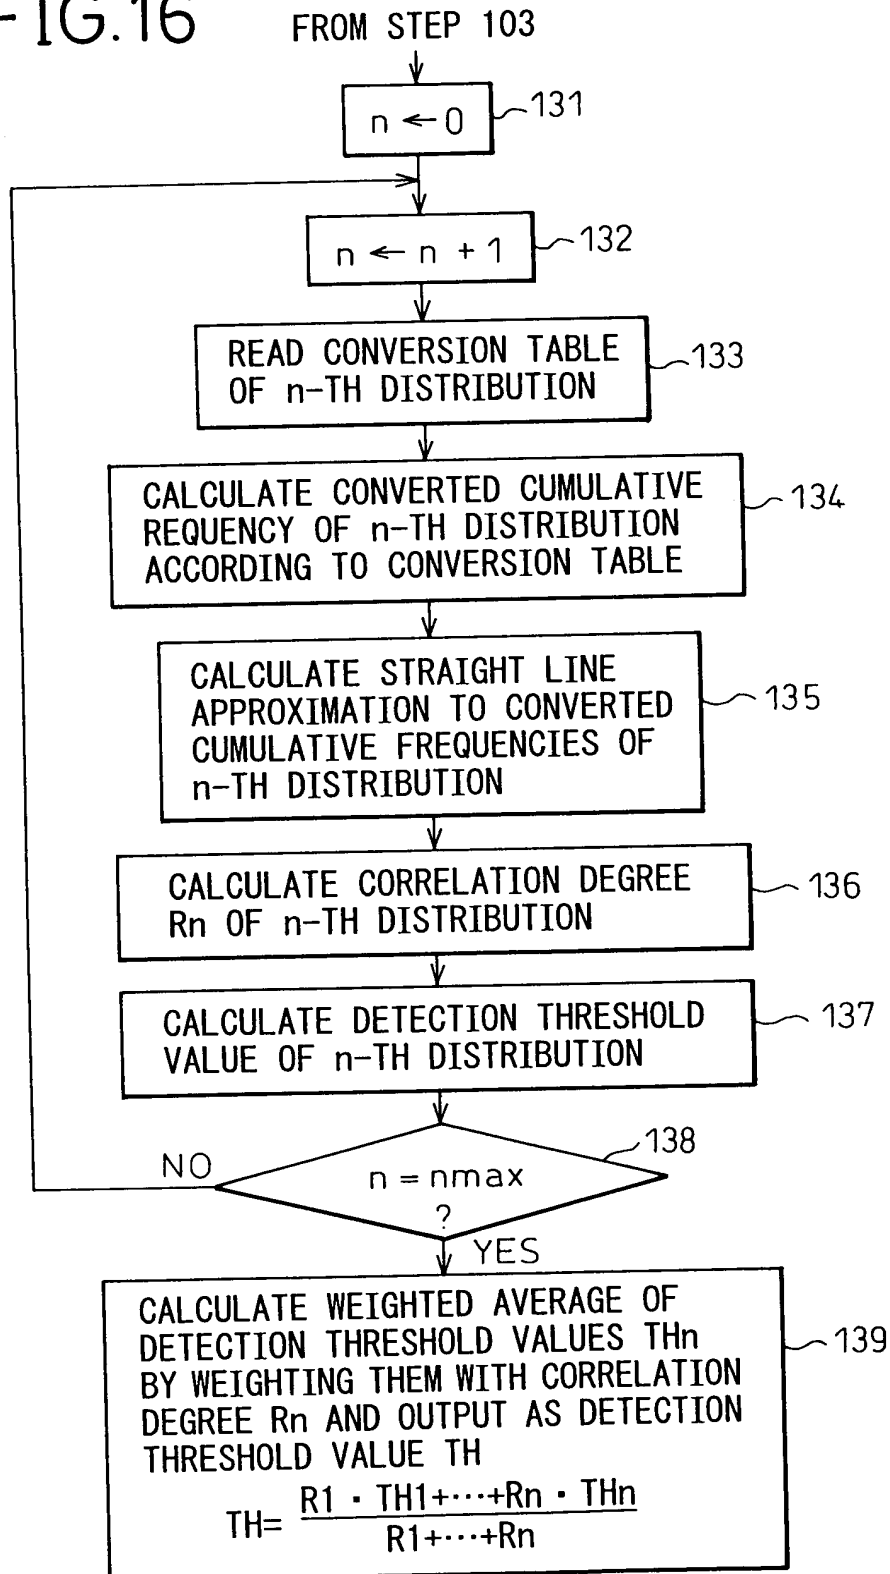 -IG.16
FROM STEP 103
n ← 0
131
n ← n + 1
132
READ CONVERSION TABLE
OF n-TH DISTRIBUTION
133
CALCULATE CONVERTED CUMULATIVE
REQUENCY OF n-TH DISTRIBUTION
ACCORDING TO CONVERSION TABLE
134
CALCULATE STRAIGHT LINE
APPROXIMATION TO CONVERTED
CUMULATIVE FREQUENCIES OF
n-TH DISTRIBUTION
135
CALCULATE CORRELATION DEGREE
Rn OF n-TH DISTRIBUTION
136
CALCULATE DETECTION THRESHOLD
VALUE OF n-TH DISTRIBUTION
137
138
NO
n = nmax
?
YES
CALCULATE WEIGHTED AVERAGE OF
DETECTION THRESHOLD VALUES THn
BY WEIGHTING THEM WITH CORRELATION
DEGREE Rn AND OUTPUT AS DETECTION
THRESHOLD VALUE TH
139
R1 · TH1+···+Rn · THn
TH=
R1+···+Rn